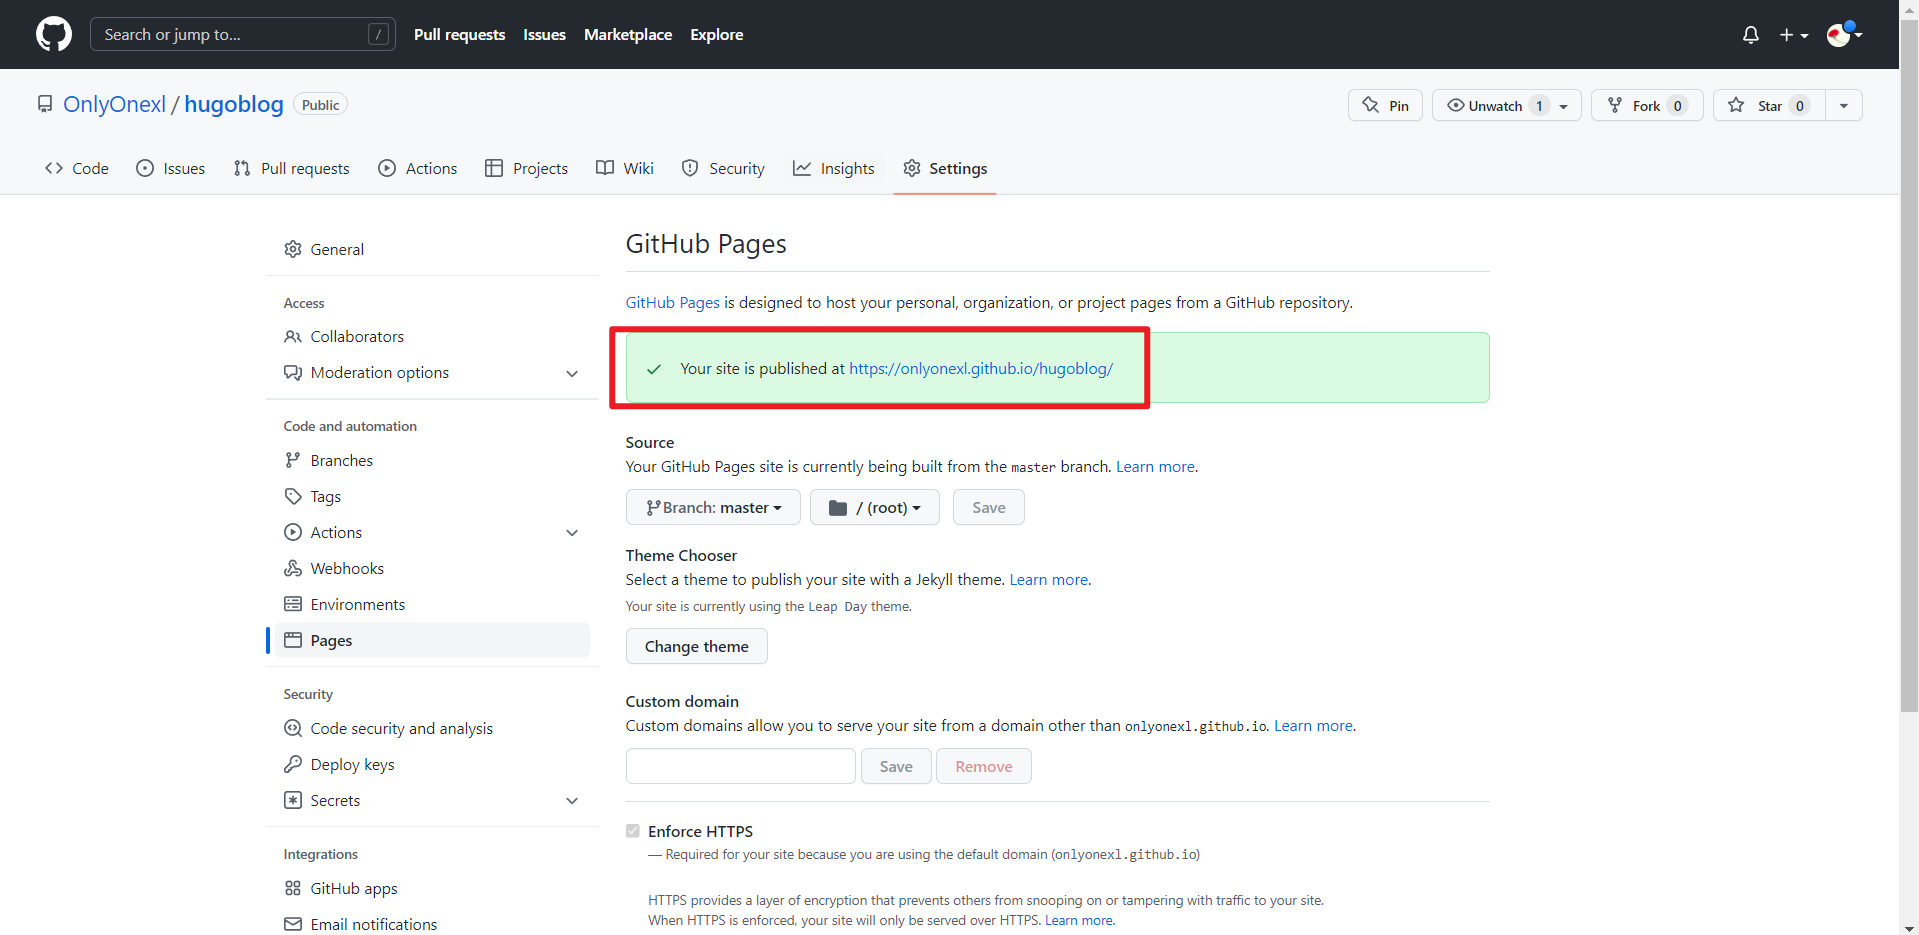 Search or jump to...
/
Pull requests
Issues
Marketplace
Explore
OnlyOnexl / hugoblog
Public
Pin
Unwatch 1
Fork 0
Star 0
Code
Issues
Pull requests
Actions
Projects
Wiki
Security
Insights
Settings
General
Access
Collaborators
Moderation options
Code and automation
Branches
Tags
Actions
Webhooks
Environments
Pages
Security
Code security and analysis
Deploy keys
Secrets
Integrations
GitHub apps
Email notifications
GitHub Pages
GitHub Pages is designed to host your personal, organization, or project pages from a GitHub repository.
Your site is published at https://onlyonexl.github.io/hugoblog/
Source
Your GitHub Pages site is currently being built from the master branch. Learn more.
Branch: master
/ (root)
Save
Theme Chooser
Select a theme to publish your site with a Jekyll theme. Learn more.
Your site is currently using the Leap Day theme.
Change theme
Custom domain
Custom domains allow you to serve your site from a domain other than onlyonexl.github.io. Learn more.
Save
Remove
Enforce HTTPS
— Required for your site because you are using the default domain (onlyonexl.github.io)
HTTPS provides a layer of encryption that prevents others from snooping on or tampering with traffic to your site.
When HTTPS is enforced, your site will only be served over HTTPS. Learn more.